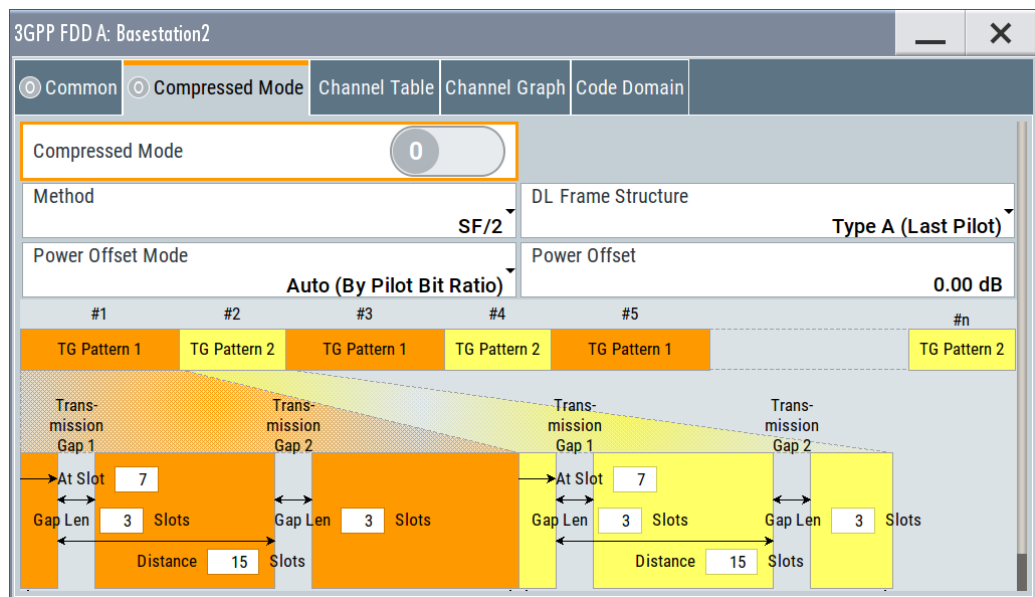 3GPP FDD A: Basestation2
Common
Compressed Mode
Channel Table
Channel Graph
Code Domain
Compressed Mode
0
Method
SF/2
DL Frame Structure
Type A (Last Pilot)
Power Offset Mode
Auto (By Pilot Bit Ratio)
Power Offset
0.00 dB
#1 #2 #3 #4 #5 #n
TG Pattern 1 TG Pattern 2 TG Pattern 1 TG Pattern 2 TG Pattern 1 TG Pattern 2
Trans-
mission
Gap 1
Trans-
mission
Gap 2
Trans-
mission
Gap 1
Trans-
mission
Gap 2
At Slot 7
At Slot 7
Gap Len 3 Slots
Gap Len 3 Slots
Gap Len 3 Slots
Gap Len 3 Slots
Distance 15 Slots
Distance 15 Slots